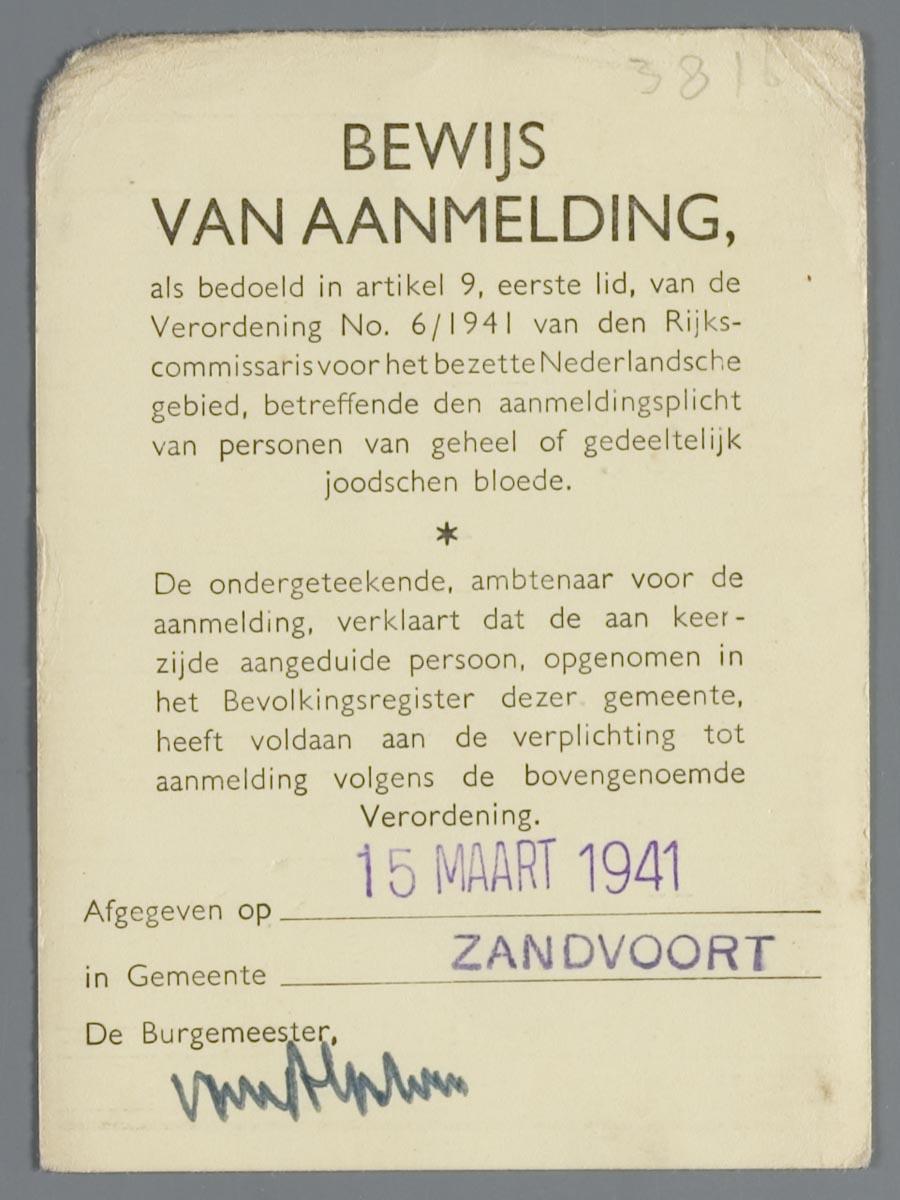 3816
BEWIJS
VAN AANMELDING,
als bedoeld in artikel 9, eerste lid, van de
Verordening No. 6/1941 van den Rijks-
commissaris voor het bezette Nederlandsche
gebied, betreffende den aanmeldingsplicht
van personen van geheel of gedeeltelijk
joodschen bloede.
*
De ondergeteekende, ambtenaar voor de
aanmelding, verklaart dat de aan keer-
zijde aangeduide persoon, opgenomen in
het Bevolkingsregister dezer gemeente,
heeft voldaan aan de verplichting tot
aanmelding volgens de bovengenoemde
Verordening.
Afgegeven op 15 MAART 1941
in Gemeente ZANDVOORT
De Burgemeester,
van Alphen